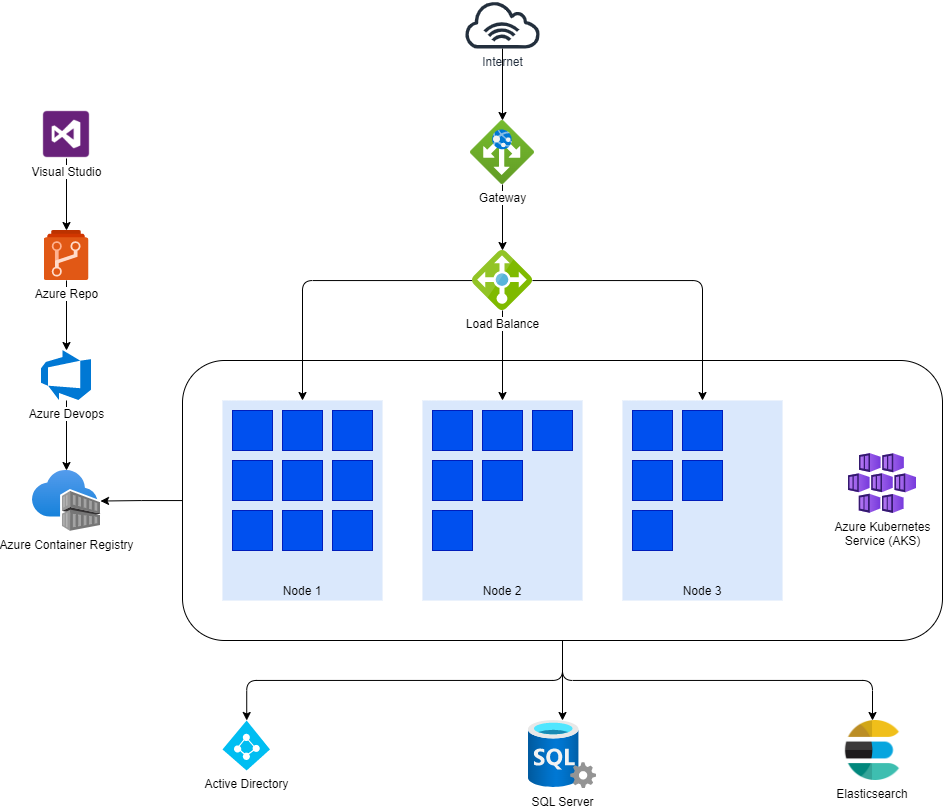 Internet
Visual Studio
Gateway
Azure Repo
Load Balance
Azure Devops
Azure Container Registry
Node 1
Node 2
Node 3
Azure Kubernetes
Service (AKS)
Active Directory
SQL
SQL Server
Elasticsearch